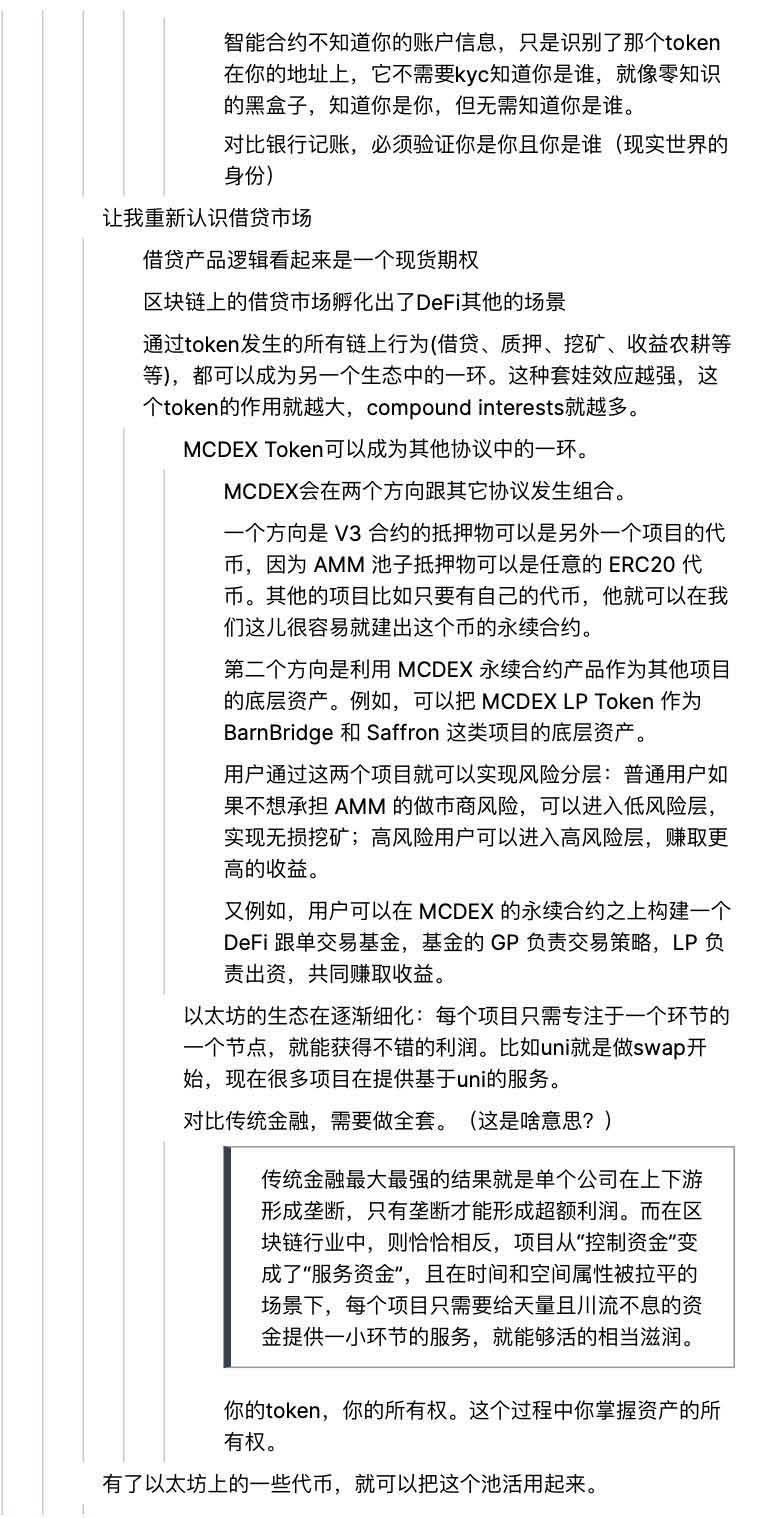 智能合约不知道你的账户信息，只是识别了那个token
在你的地址上，它不需要kyc知道你是谁，就像零知识
的黑盒子，知道你是你，但无需知道你是谁。
对比银行记账，必须验证你是你且你是谁（现实世界的
身份）
让我重新认识借贷市场
借贷产品逻辑看起来是一个现货期权
区块链上的借贷市场孵化出了DeFi其他的场景
通过token发生的所有链上行为(借贷、质押、挖矿、收益农耕等
等)，都可以成为另一个生态中的一环。这种套娃效应越强，这
个token的作用就越大，compound interests就越多。
MCDEX Token可以成为其他协议中的一环。
MCDEX会在两个方向跟其它协议发生组合。
一个方向是 V3 合约的抵押物可以是另外一个项目的代
币，因为 AMM 池子抵押物可以是任意的 ERC20 代
币。其他的项目比如只要有自己的代币，他就可以在我
们这儿很容易就建出这个币的永续合约。
第二个方向是利用 MCDEX 永续合约产品作为其他项目
的底层资产。例如，可以把 MCDEX LP Token 作为
BarnBridge 和 Saffron 这类项目的底层资产。
用户通过这两个项目就可以实现风险分层：普通用户如
果不想承担 AMM 的做市商风险，可以进入低风险层，
实现无损挖矿；高风险用户可以进入高风险层，赚取更
高的收益。
又例如，用户可以在 MCDEX 的永续合约之上构建一个
DeFi 跟单交易基金，基金的 GP 负责交易策略，LP 负
责出资，共同赚取收益。
以太坊的生态在逐渐细化：每个项目只需专注于一个环节的
一个节点，就能获得不错的利润。比如uni就是做swap开
始，现在很多项目在提供基于uni的服务。
对比传统金融，需要做全套。（这是啥意思？）
传统金融最大最强的结果就是单个公司在上下游
形成垄断，只有垄断才能形成超额利润。而在区
块链行业中，则恰恰相反，项目从“控制资金”变
成了“服务资金”，且在时间和空间属性被拉平的
场景下，每个项目只需要给天量且川流不息的资
金提供一小环节的服务，就能够活的相当滋润。
你的token，你的所有权。这个过程中你掌握资产的所
有权。
有了以太坊上的一些代币，就可以把这个池活用起来。